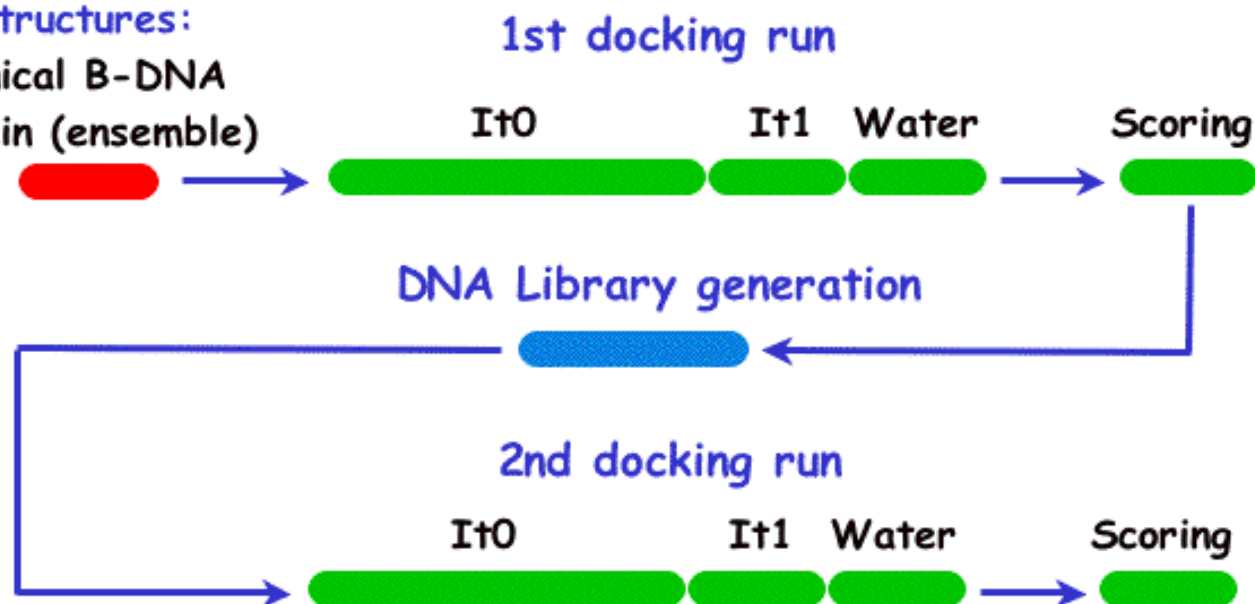 tructures:
1st docking run
ical B-DNA
in (ensemble)
It0 It1 Water Scoring
DNA Library generation
2nd docking run
It0 It1 Water Scoring